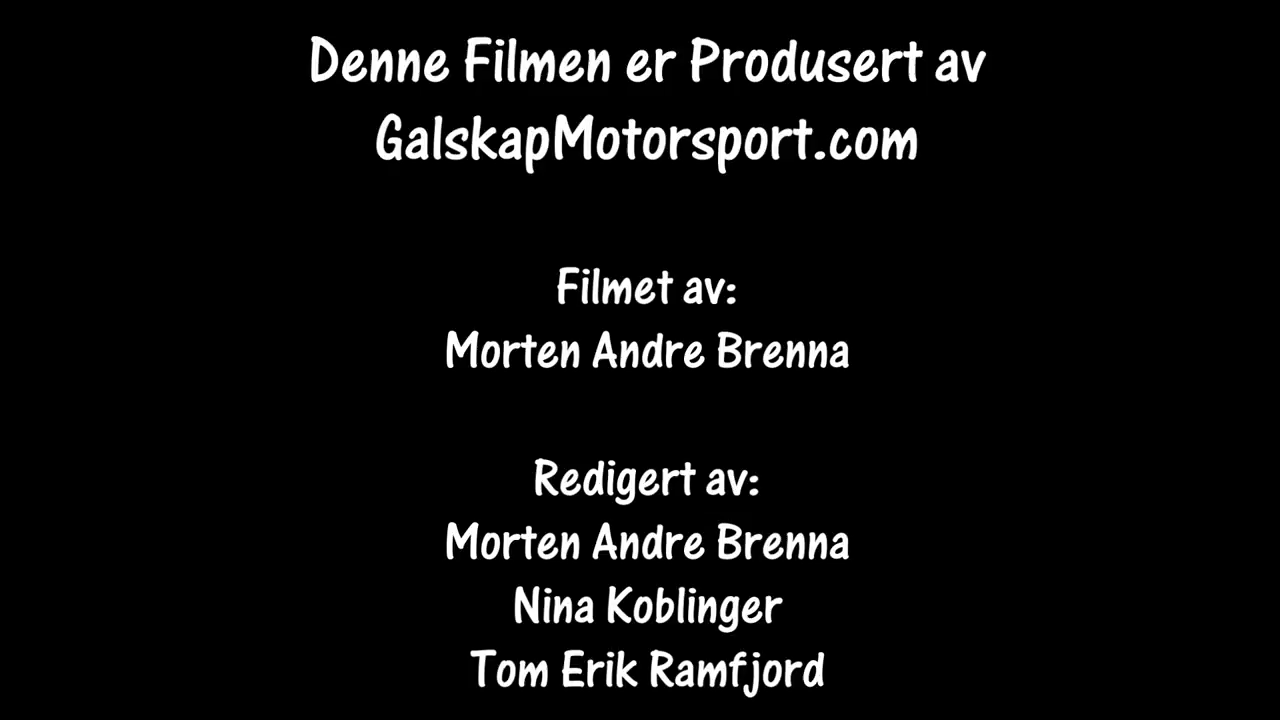 Denne Filmen er Produsert av
GalskapMotorsport.com
Filmet av:
Morten Andre Brenna
Redigert av:
Morten Andre Brenna
Nina Koblinger
Tom Erik Ramfjord